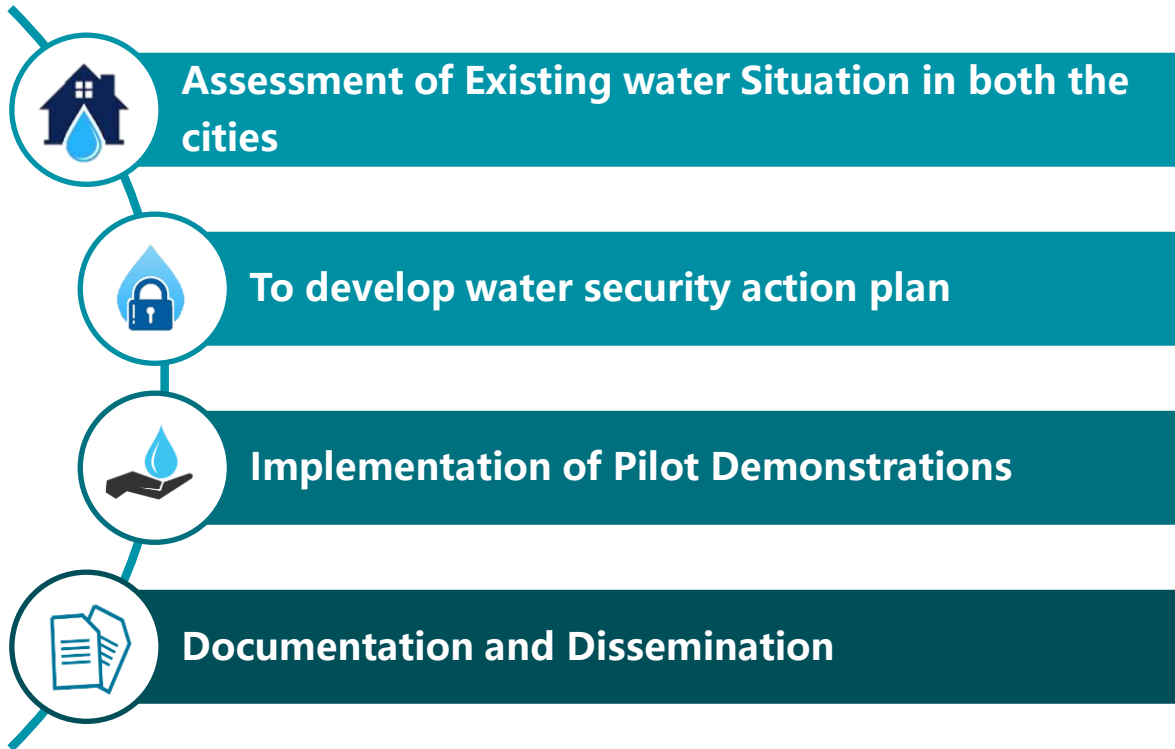 Assessment of Existing water Situation in both the
cities
To develop water security action plan
Implementation of Pilot Demonstrations
Documentation and Dissemination